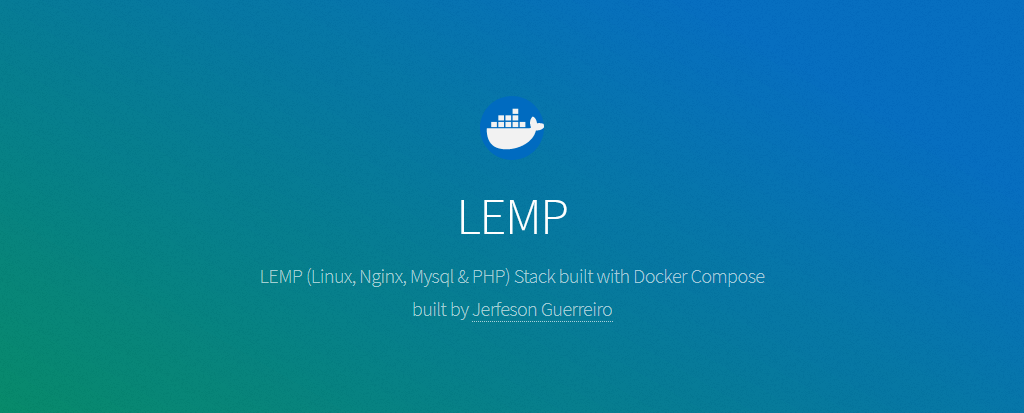 LEMP
LEMP (Linux, Nginx, Mysql & PHP) Stack built with Docker Compose
built by Jerfeson Guerreiro